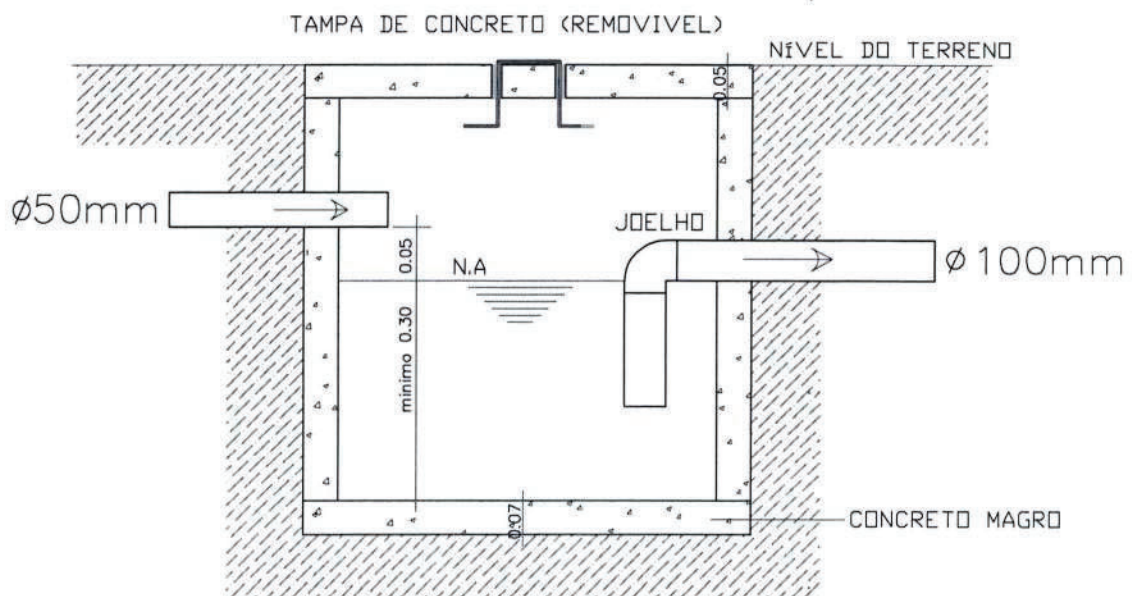 TAMPA DE CONCRETO (REMOVIVEL)
NÍVEL DO TERRENO
0.05
Ø50mm
JOELHO
0.05
N.A
Ø 100mm
mínimo 0.30
0.07
CONCRETO MAGRO